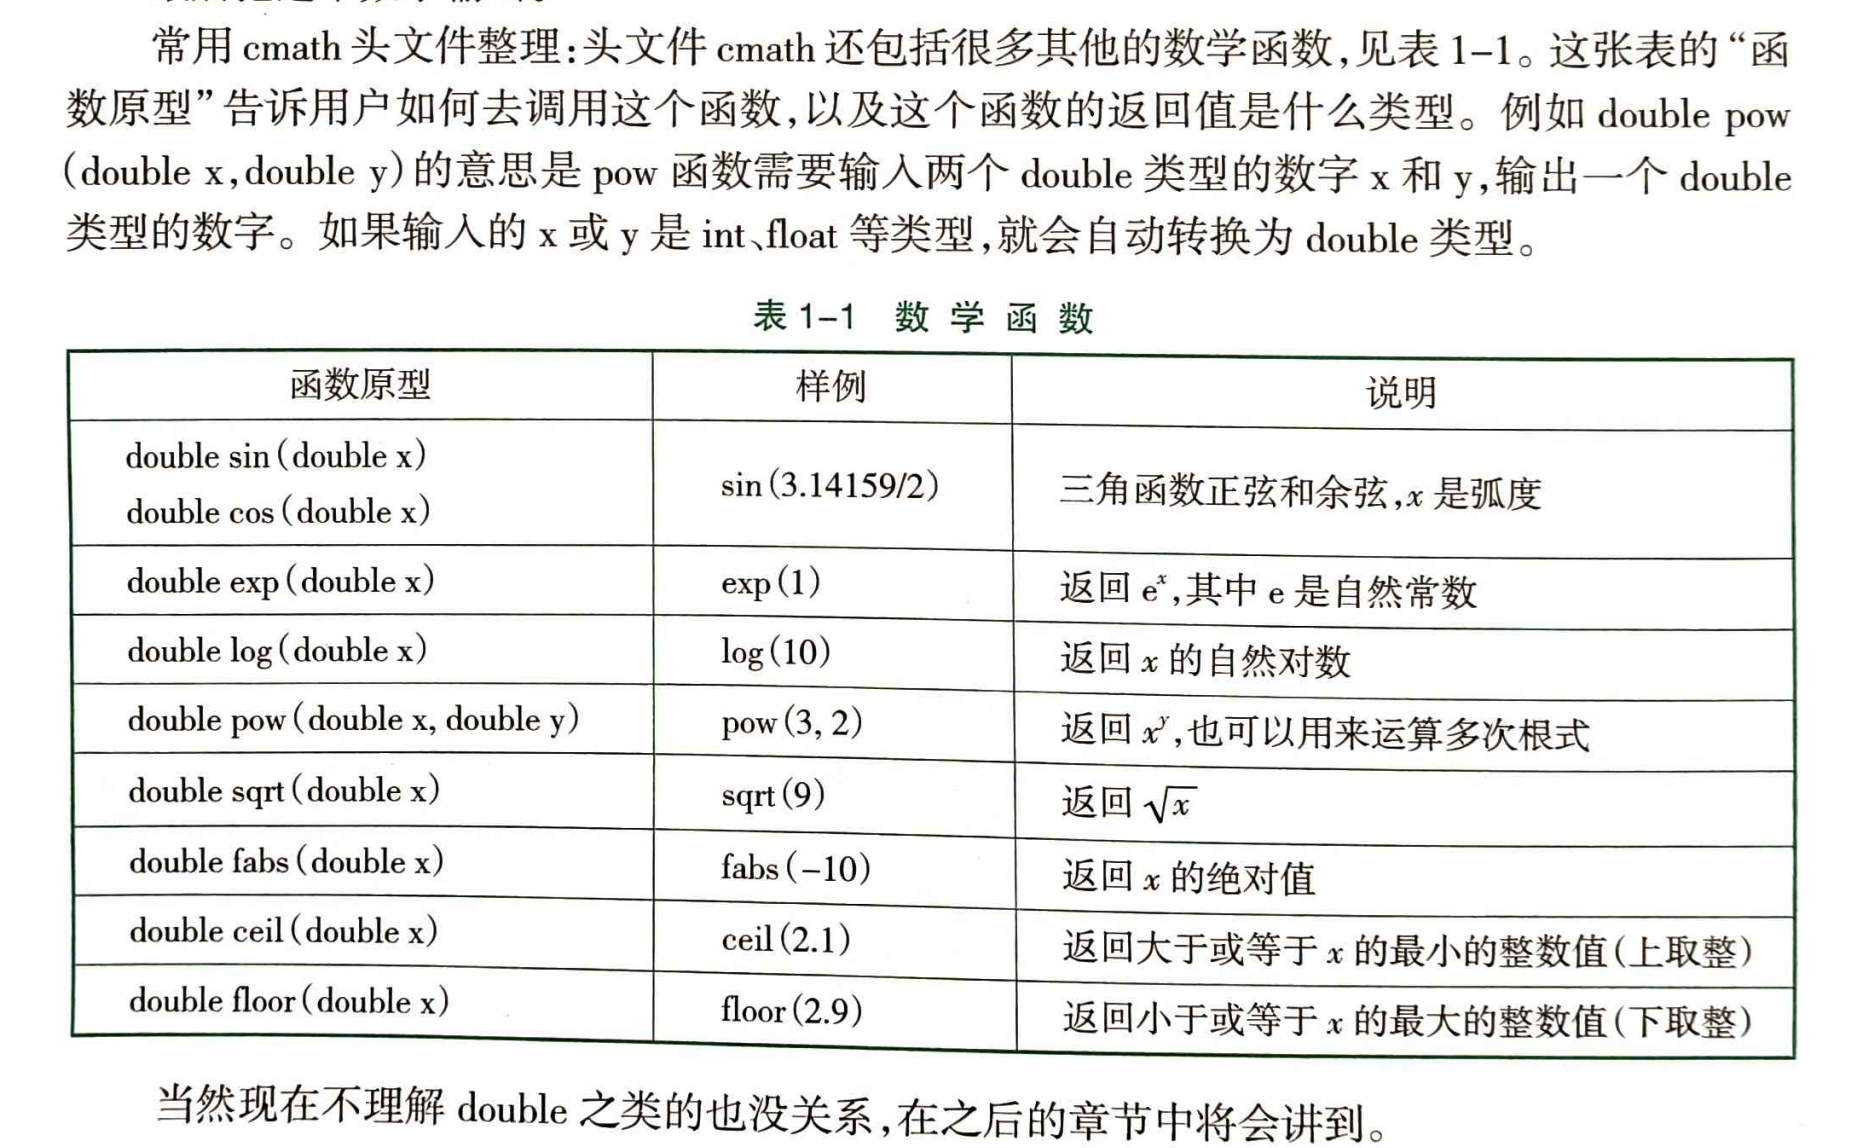 常用 cmath 头文件整理:头文件 cmath 还包括很多其他的数学函数,见表 1-1。这张表的“函
数原型”告诉用户如何去调用这个函数,以及这个函数的返回值是什么类型。例如 double pow
(double x,double y)的意思是 pow 函数需要输入两个 double 类型的数字 x 和 y,输出一个 double
类型的数字。如果输入的 x 或 y 是 int、float 等类型,就会自动转换为 double 类型。
表 1-1 数 学 函 数
函数原型 样例 说明
double sin(double x)
double cos(double x)
sin(3.14159/2) 三角函数正弦和余弦,x 是弧度
double exp(double x) exp(1) 返回 eˣ,其中 e 是自然常数
double log(double x) log(10) 返回 x 的自然对数
double pow(double x, double y) pow(3, 2) 返回 xʸ,也可以用来运算多次根式
double sqrt(double x) sqrt(9) 返回 √x
double fabs(double x) fabs(-10) 返回 x 的绝对值
double ceil(double x) ceil(2.1) 返回大于或等于 x 的最小的整数值(上取整)
double floor(double x) floor(2.9) 返回小于或等于 x 的最大的整数值(下取整)
当然现在不理解 double 之类的也没关系,在之后的章节中将会讲到。